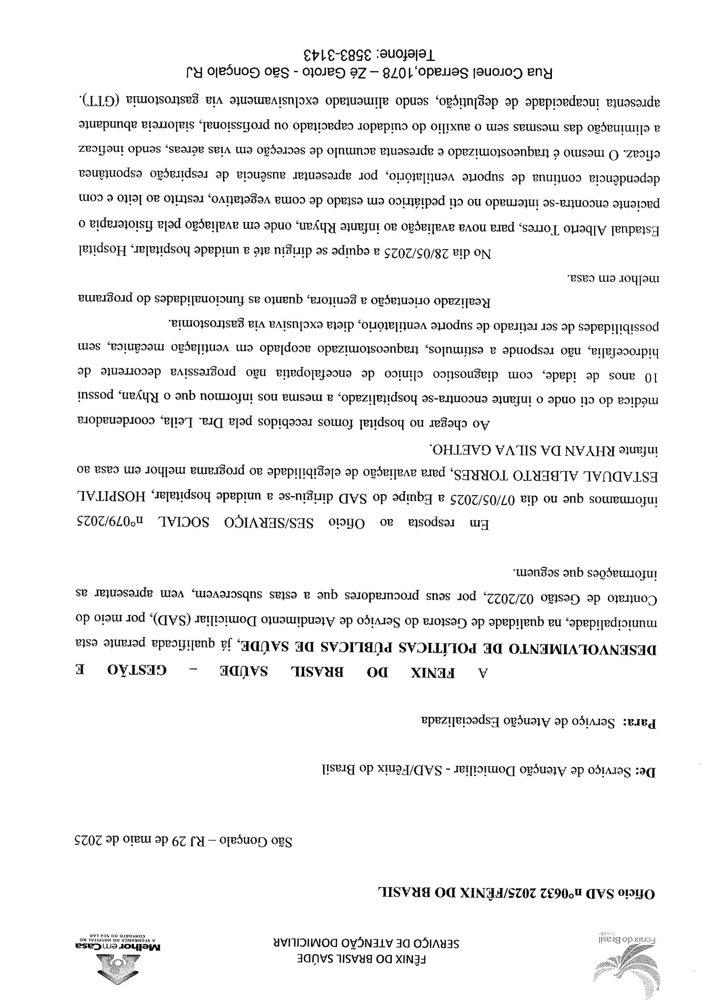 Fenix do Brasil
FÊNIX DO BRASIL SAÚDE
SERVIÇO DE ATENÇÃO DOMICILIAR
MelhoremCasa
A SEGURANÇA DO HOSPITAL NO
CONFORTO DO SEU LAR
Ofício SAD nº0632 2025/FÊNIX DO BRASIL
São Gonçalo – RJ 29 de maio de 2025
De: Serviço de Atenção Domiciliar - SAD/Fênix do Brasil
Para: Serviço de Atenção Especializada
A FENIX DO BRASIL SAÚDE – GESTÃO E
DESENVOLVIMENTO DE POLÍTICAS PÚBLICAS DE SAÚDE, já qualificada perante esta
municipalidade, na qualidade de Gestora do Serviço de Atendimento Domiciliar (SAD), por meio do
Contrato de Gestão 02/2022, por seus procuradores que a estas subscrevem, vem apresentar as
informações que seguem.
Em resposta ao Oficio SES/SERVIÇO SOCIAL nº079/2025
informamos que no dia 07/05/2025 a Equipe do SAD dirigiu-se a unidade hospitalar, HOSPITAL
ESTADUAL ALBERTO TORRES, para avaliação de elegibilidade ao programa melhor em casa ao
infante RHYAN DA SILVA GAETHO.
Ao chegar no hospital fomos recebidos pela Dra. Leila, coordenadora
médica do cti onde o infante encontra-se hospitalizado, a mesma nos informou que o Rhyan, possui
10 anos de idade, com diagnostico clinico de encefalopatia não progressiva decorrente de
hidrocefalia, não responde a estímulos, traqueostomizado acoplado em ventilação mecânica, sem
possibilidades de ser retirado de suporte ventilatório, dieta exclusiva via gastrostomia.
Realizado orientação a genitora, quanto as funcionalidades do programa
melhor em casa.
No dia 28/05/2025 a equipe se dirigiu até a unidade hospitalar, Hospital
Estadual Alberto Torres, para nova avaliação ao infante Rhyan, onde em avaliação pela fisioterapia o
paciente encontra-se internado no cti pediátrico em estado de coma vegetativo, restrito ao leito e com
dependência continua de suporte ventilatório, por apresentar ausência de respiração espontânea
eficaz. O mesmo é traqueostomizado e apresenta acumulo de secreção em vias aéreas, sendo ineficaz
a eliminação das mesmas sem o auxílio do cuidador capacitado ou profissional, sialorreia abundante
apresenta incapacidade de deglutição, sendo alimentado exclusivamente via gastrostomia (GTT).
Rua Coronel Serrado,1078 – Zé Garoto - São Gonçalo RJ
Telefone: 3583-3143